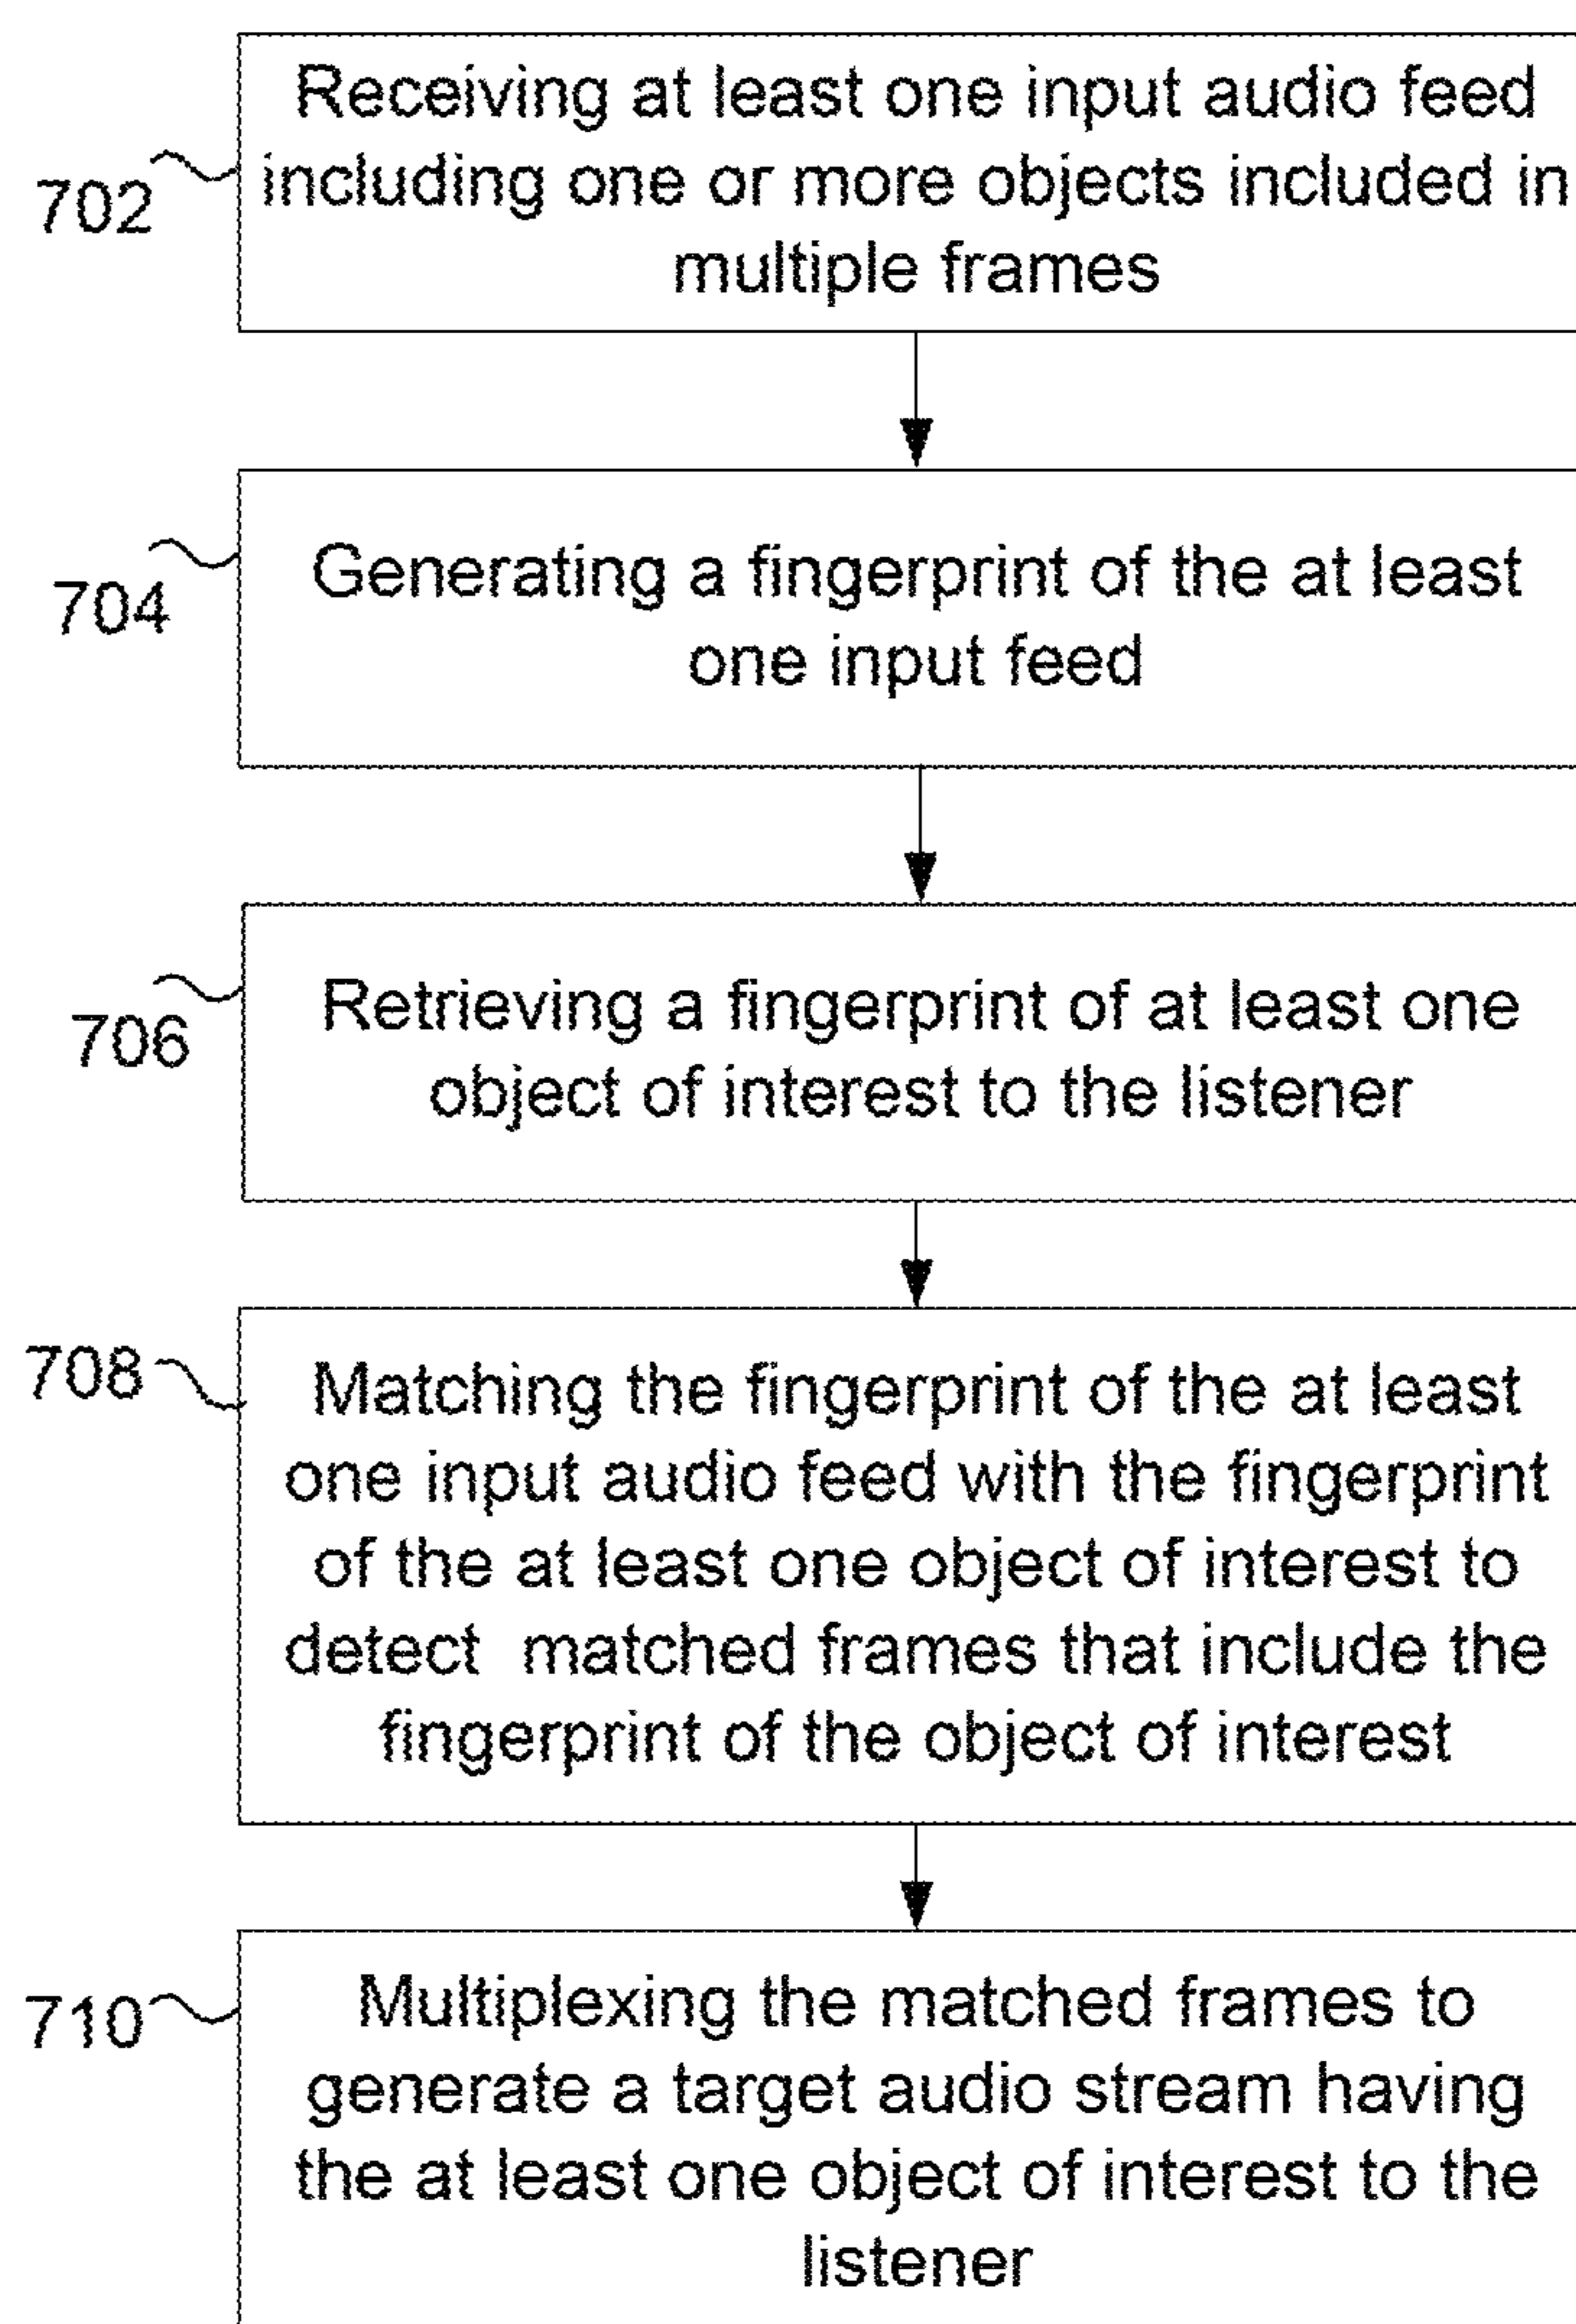 Receiving at least one input audio feed
including one or more objects included in
multiple frames
702
Generating a fingerprint of the at least
one input feed
704
Retrieving a fingerprint of at least one
object of interest to the listener
706
Matching the fingerprint of the at least
one input audio feed with the fingerprint
of the at least one object of interest to
detect  matched frames that include the
fingerprint of the object of interest
708
Multiplexing the matched frames to
generate a target audio stream having
the at least one object of interest to the
listener
710